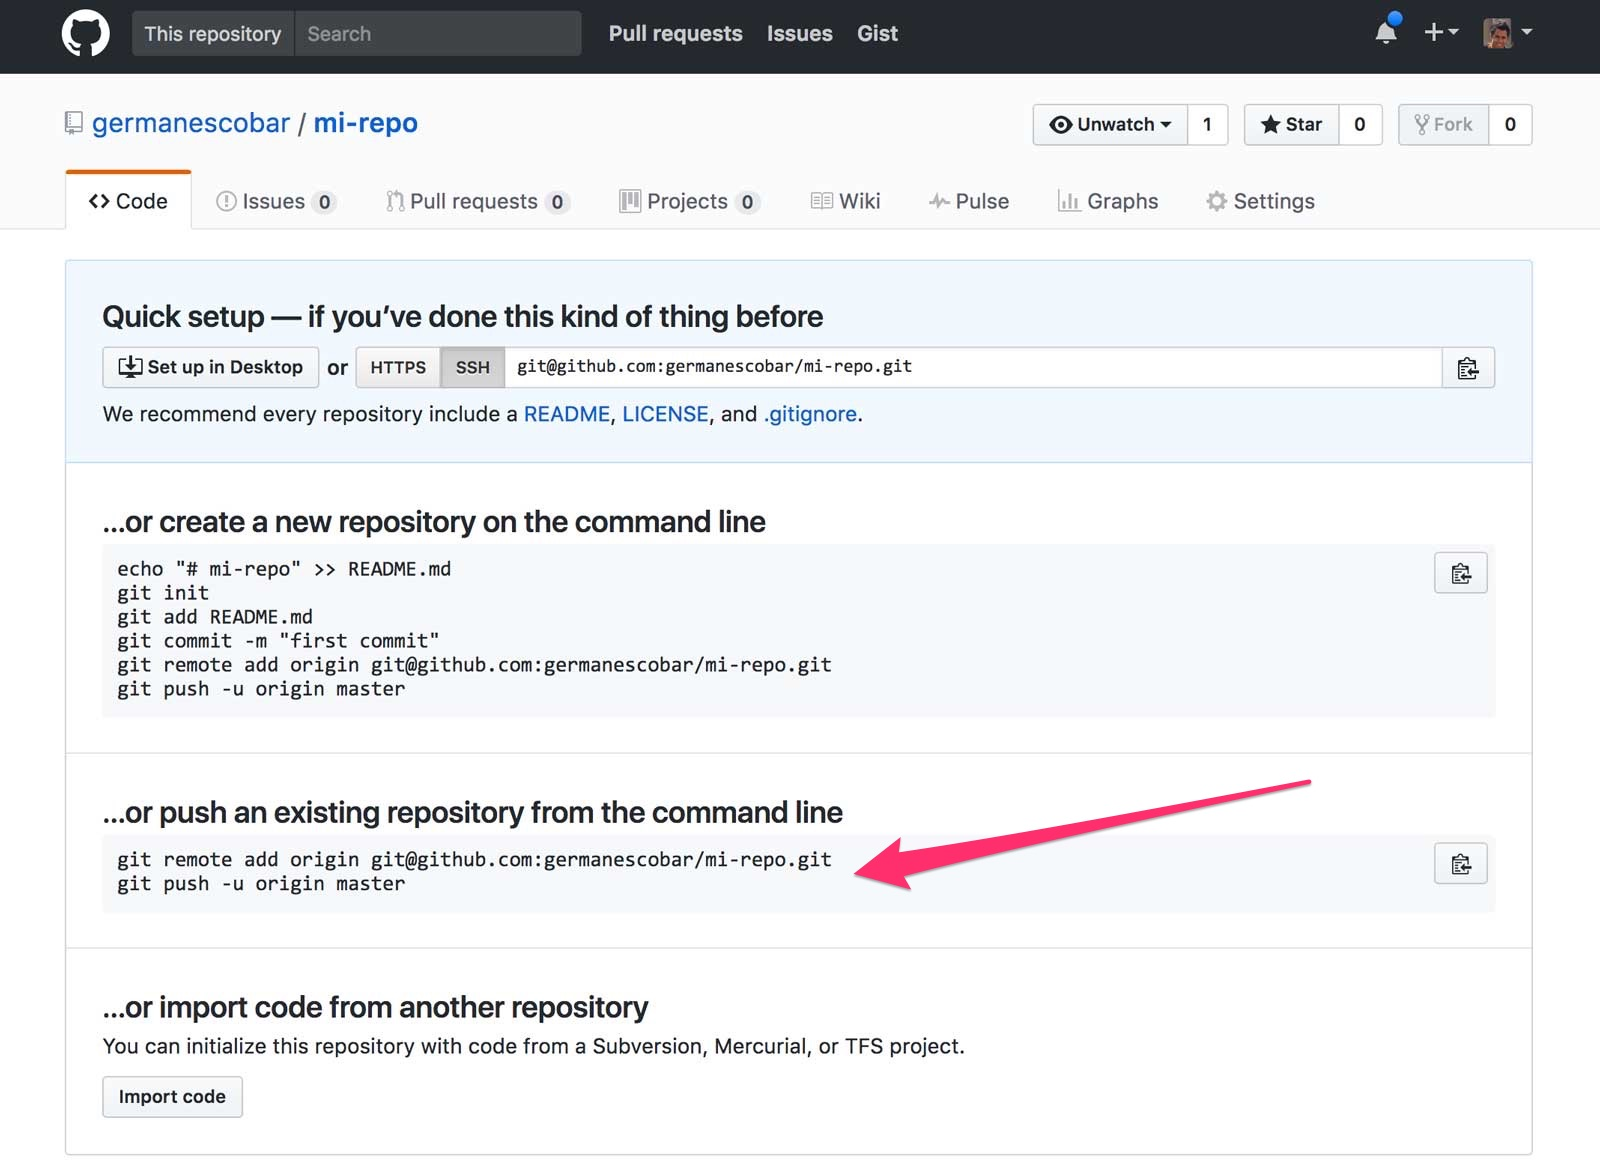 This repository Search Pull requests Issues Gist
germanescobar / mi-repo Unwatch 1 Star 0 Fork 0
Code Issues 0 Pull requests 0 Projects 0 Wiki Pulse Graphs Settings
Quick setup — if you’ve done this kind of thing before
Set up in Desktop or HTTPS SSH git@github.com:germanescobar/mi-repo.git
We recommend every repository include a README, LICENSE, and .gitignore.
…or create a new repository on the command line
echo "# mi-repo" >> README.md
git init
git add README.md
git commit -m "first commit"
git remote add origin git@github.com:germanescobar/mi-repo.git
git push -u origin master
…or push an existing repository from the command line
git remote add origin git@github.com:germanescobar/mi-repo.git
git push -u origin master
…or import code from another repository
You can initialize this repository with code from a Subversion, Mercurial, or TFS project.
Import code